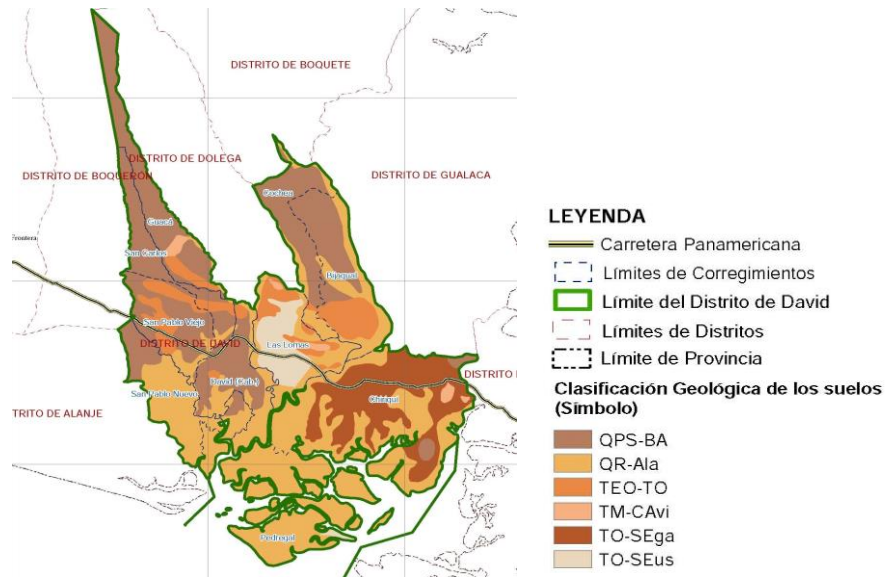 DISTRITO DE BOQUETE
DISTRITO DE DOLEGA
DISTRITO DE BOQUERÓN
DISTRITO DE GUALACA
Cochea
Guacá
San Carlos
Frontera
Bijagual
San Pablo Viejo
DISTRITO DE DAVID
Las Lomas
DISTRITO
David (Cab.)
San Pablo Nuevo
Chiriquí
TRITO DE ALANJE
Pedregal
LEYENDA
Carretera Panamericana
Límites de Corregimientos
Límite del Distrito de David
Límites de Distritos
Límite de Provincia
Clasificación Geológica de los suelos
(Símbolo)
QPS-BA
QR-Ala
TEO-TO
TM-CAvi
TO-SEga
TO-SEus